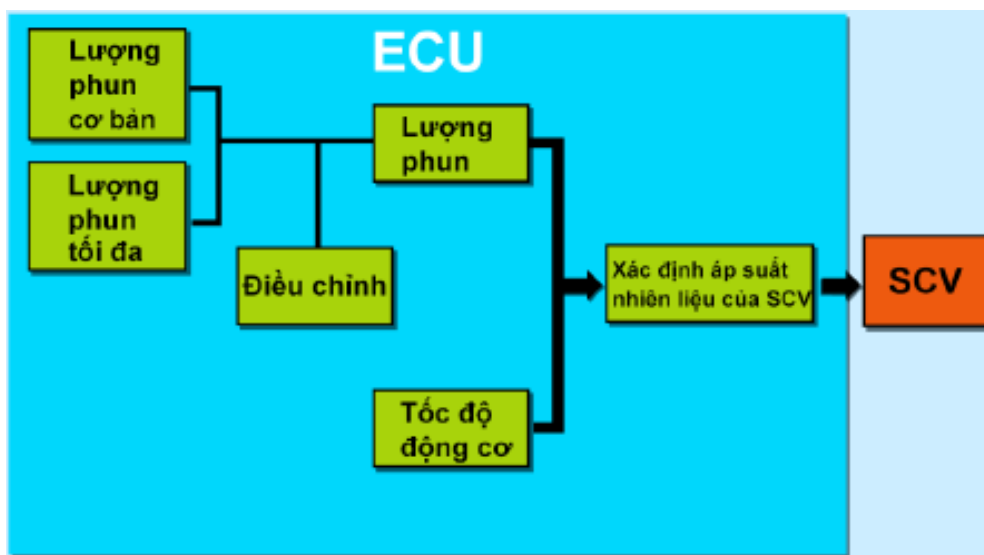 ECU
Lượng
phun
cơ bản
Lượng
phun
tối đa
Lượng
phun
Điều chỉnh
Tốc độ
động cơ
Xác định áp suất
nhiên liệu của SCV
SCV